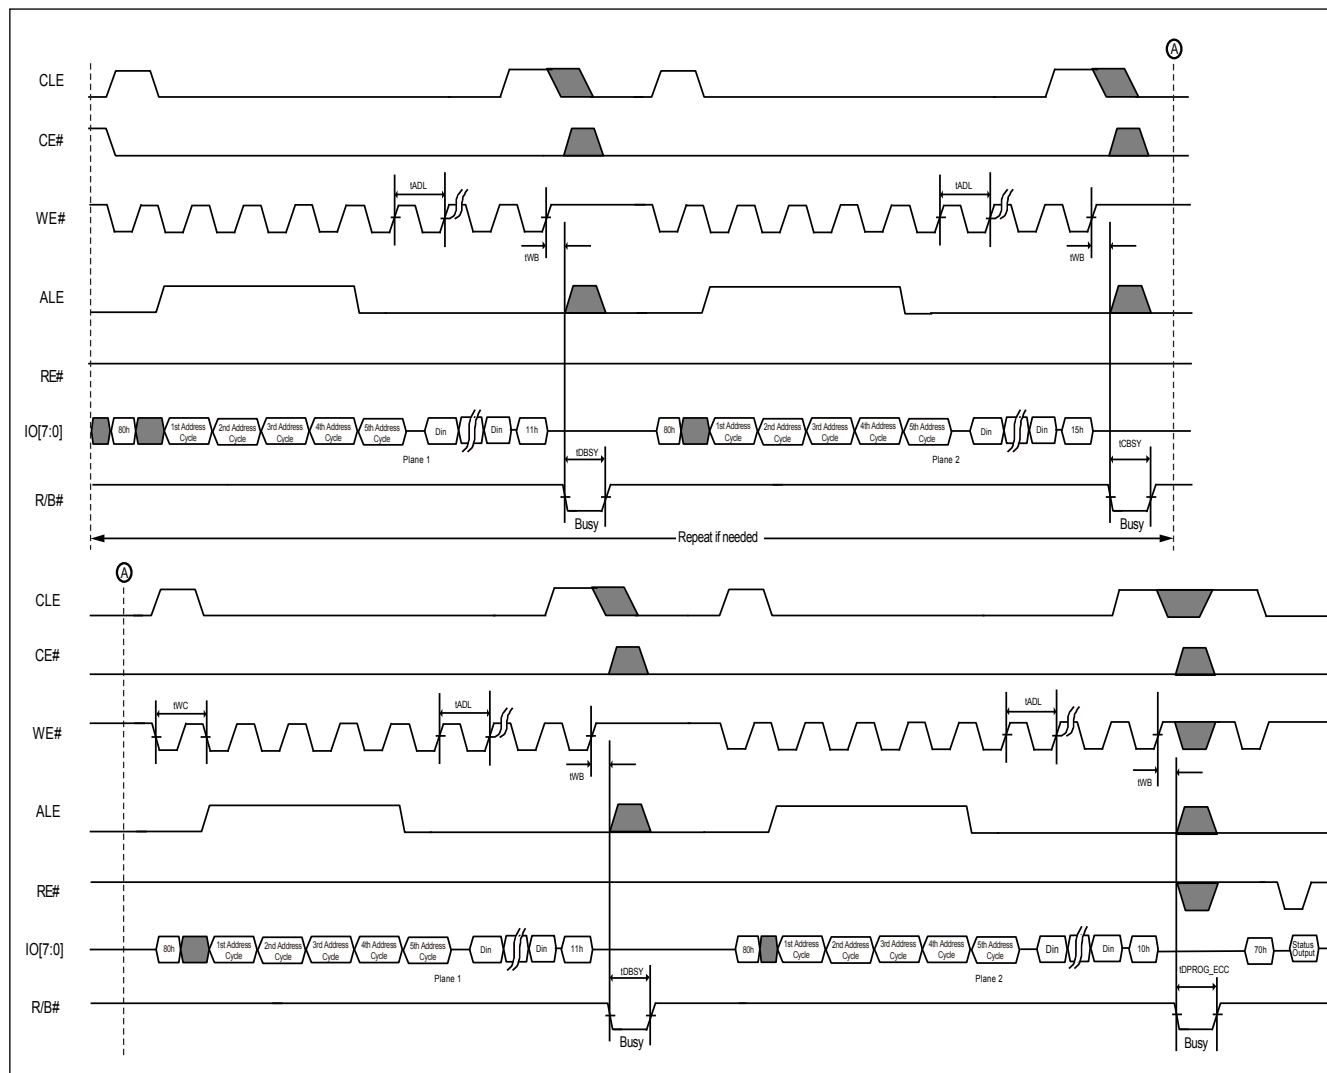 A
CLE
CE#
tADL
tADL
WE#
tWB
tWB
ALE
RE#
IO[7:0]
80h
1st Address Cycle
2nd Address Cycle
3rd Address Cycle
4th Address Cycle
5th Address Cycle
Din
Din
11h
80h
1st Address Cycle
2nd Address Cycle
3rd Address Cycle
4th Address Cycle
5th Address Cycle
Din
Din
15h
Plane 1
tDBSY
Plane 2
tCBSY
R/B#
Busy
Busy
Repeat if needed
A
CLE
CE#
tWC
tADL
tADL
WE#
tWB
tWB
ALE
RE#
IO[7:0]
80h
1st Address Cycle
2nd Address Cycle
3rd Address Cycle
4th Address Cycle
5th Address Cycle
Din
Din
11h
80h
1st Address Cycle
2nd Address Cycle
3rd Address Cycle
4th Address Cycle
5th Address Cycle
Din
Din
10h
70h
Status Output
Plane 1
tDBSY
Plane 2
tDPROG_ECC
R/B#
Busy
Busy